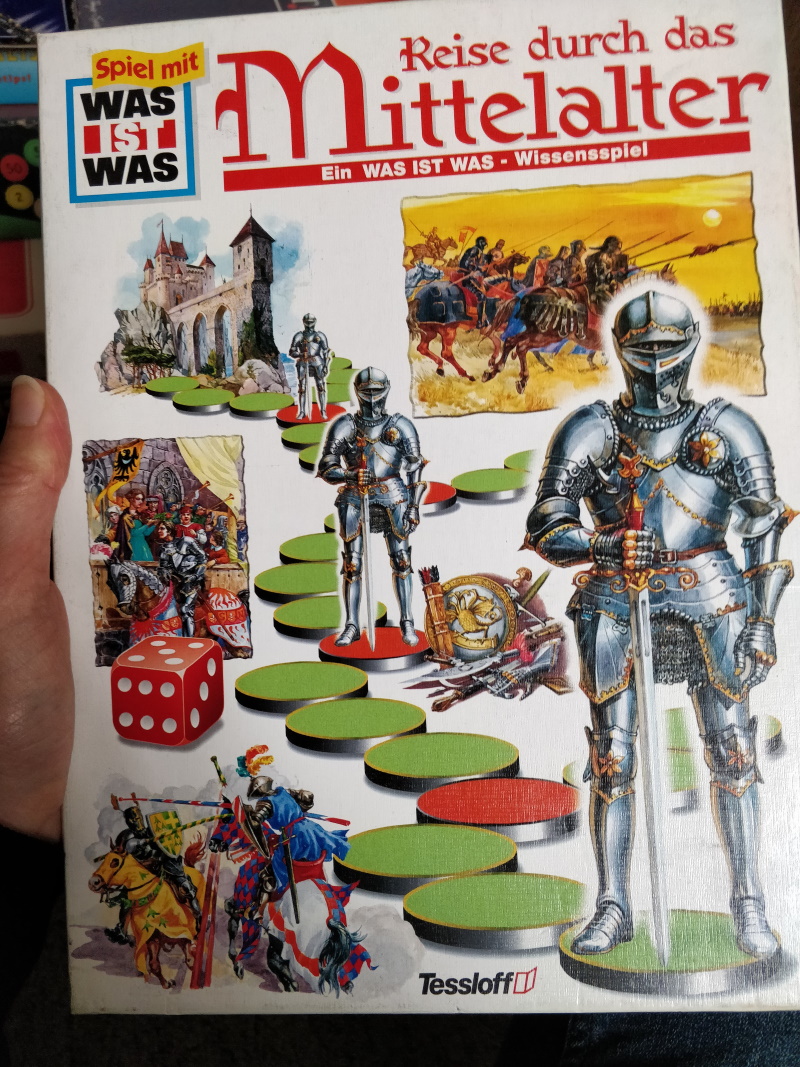 Spiel mit
WAS
IST
WAS
Reise durch das
Mittelalter
Ein WAS IST WAS - Wissensspiel
Tessloff